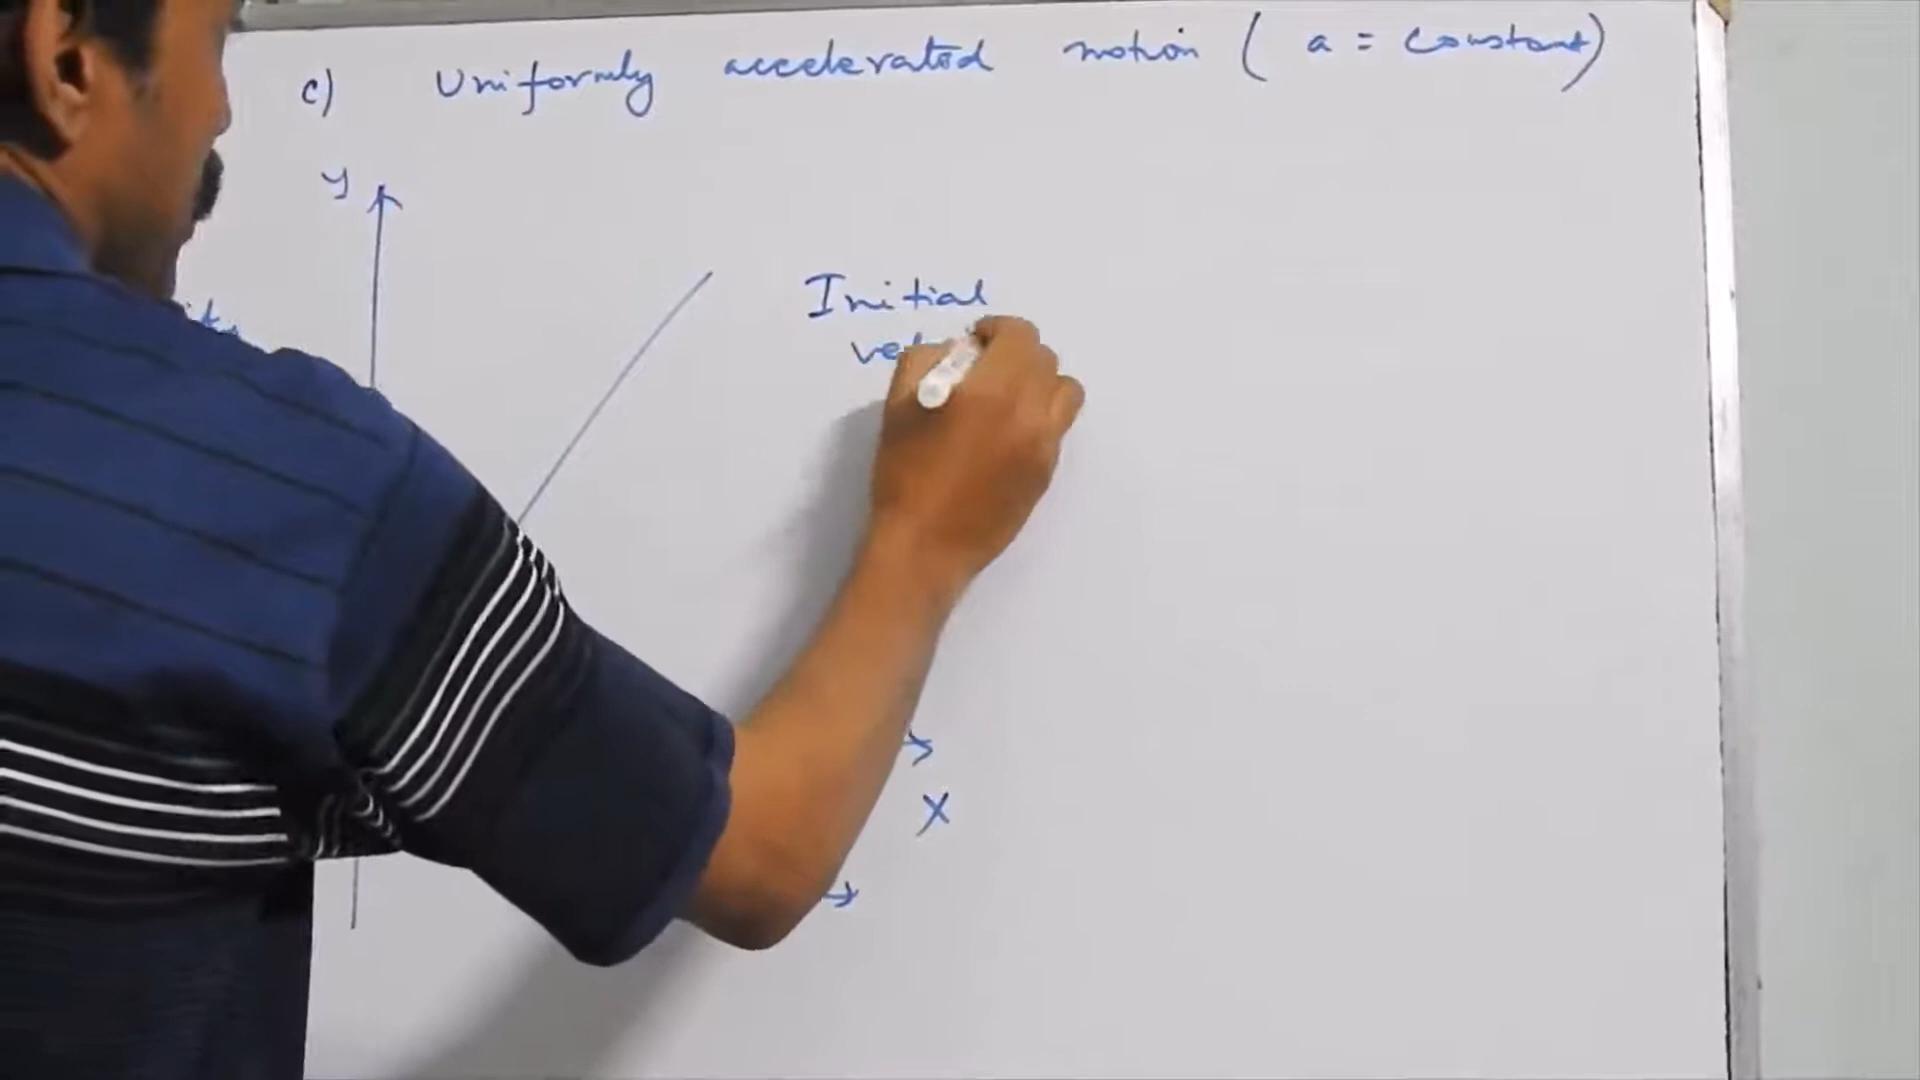 c) Uniformly accelerated motion ( a = constant)
y
Initial
X